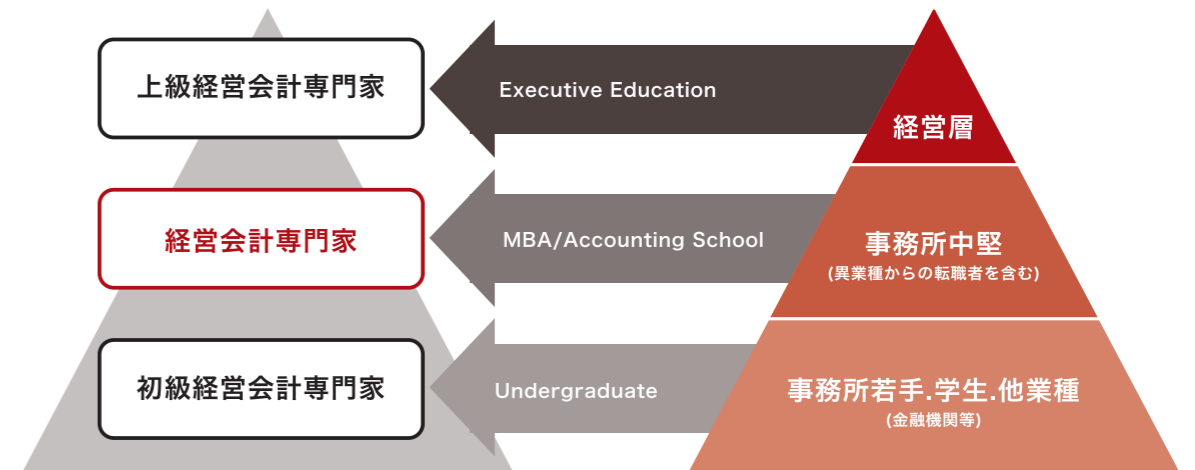 上級経営会計専門家
Executive Education
経営層
経営会計専門家
MBA/Accounting School
事務所中堅
(異業種からの転職者を含む)
初級経営会計専門家
Undergraduate
事務所若手.学生.他業種
(金融機関等)